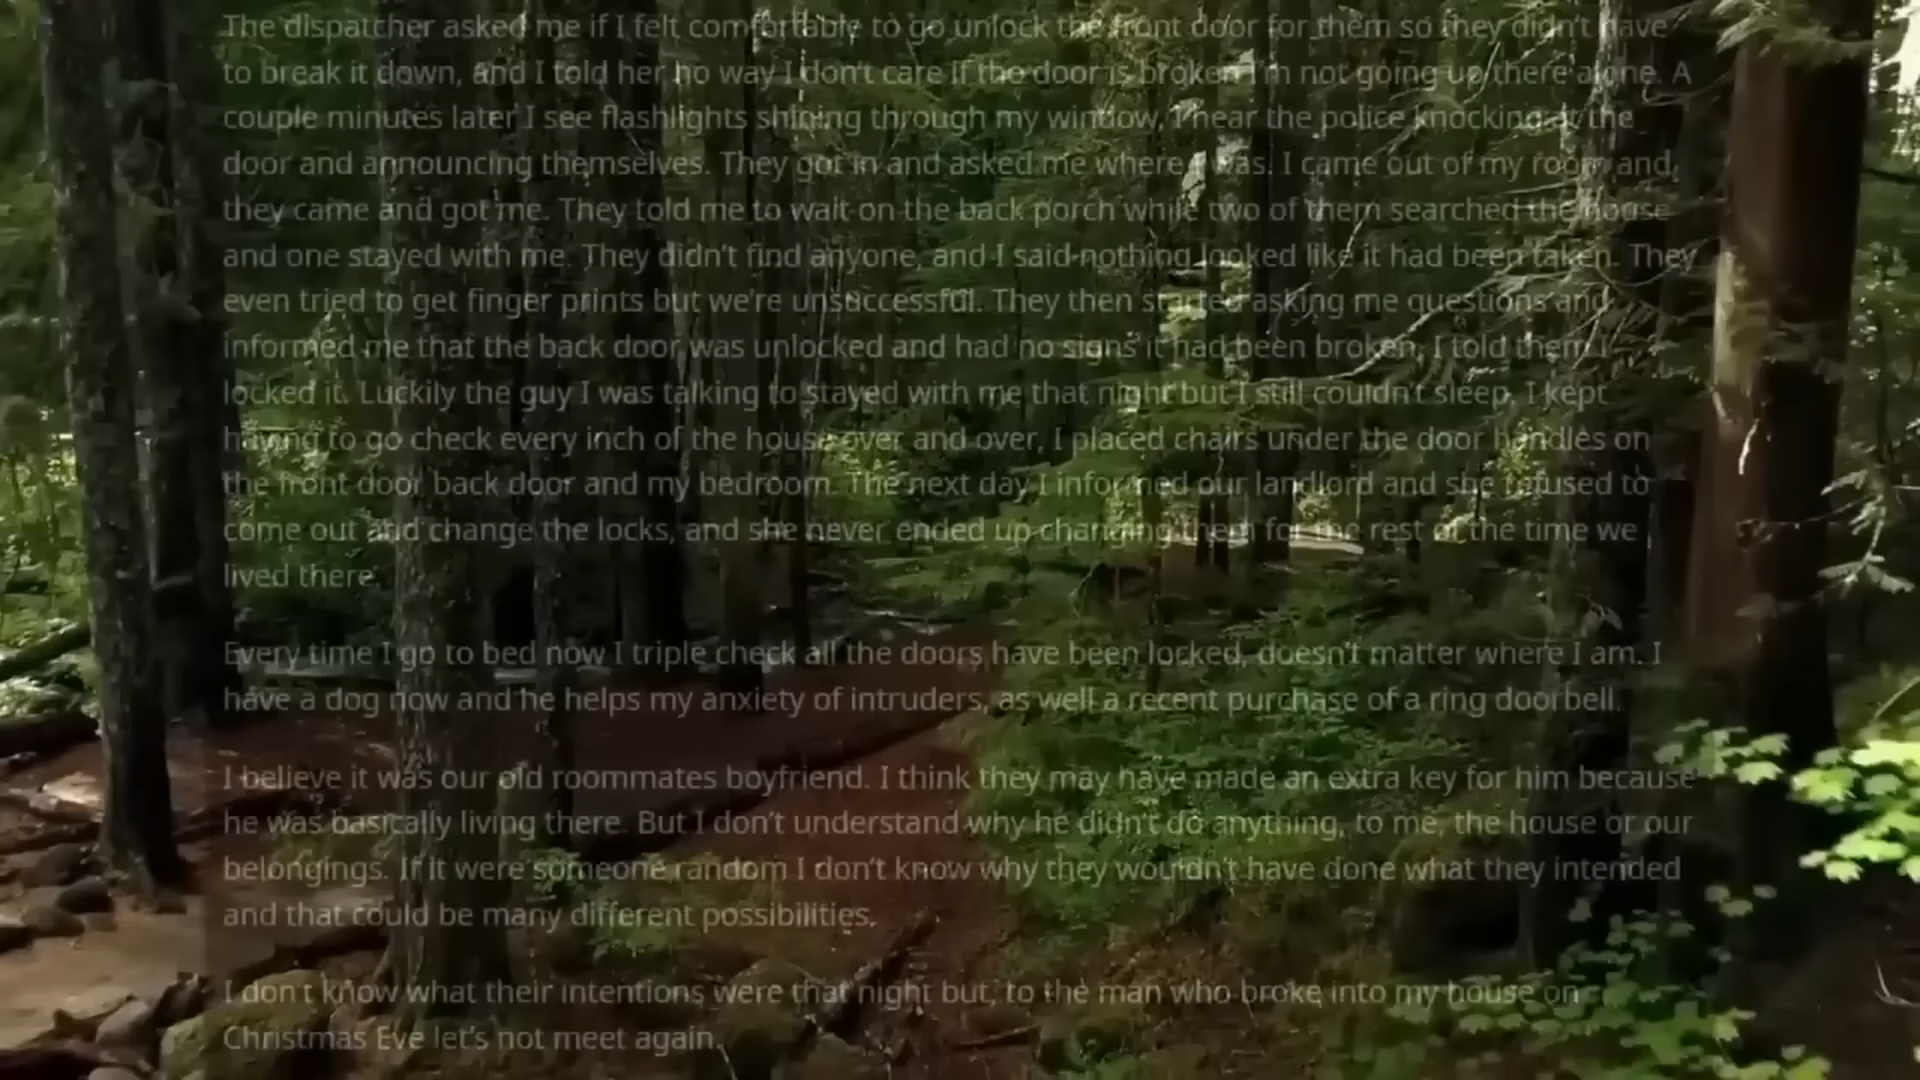 The dispatcher asked me if I felt comfortable to go unlock the front door for them so they didn't have
to break it down, and I told her no way I don't care if the door is broken I'm not going up there alone. A
couple minutes later I see flashlights shining through my window, I hear the police knocking at the
door and announcing themselves. They got in and asked me where I was. I came out of my room and,
they came and got me. They told me to wait on the back porch while two of them searched the house
and one stayed with me. They didn't find anyone, and I said nothing looked like it had been taken. They
even tried to get finger prints but we're unsuccessful. They then started asking me questions and
informed me that the back door was unlocked and had no signs it had been broken, I told them I
locked it. Luckily the guy I was talking to stayed with me that night but I still couldn't sleep, I kept
having to go check every inch of the house over and over, I placed chairs under the door handles on
the front door back door and my bedroom. The next day I informed our landlord and she refused to
come out and change the locks, and she never ended up changing them for the rest of the time we
lived there.
Every time I go to bed now I triple check all the doors have been locked, doesn't matter where I am. I
have a dog now and he helps my anxiety of intruders, as well a recent purchase of a ring doorbell.
I believe it was our old roommates boyfriend. I think they may have made an extra key for him because
he was basically living there. But I don't understand why he didn't do anything, to me, the house or our
belongings. If it were someone random I don't know why they wouldn't have done what they intended
and that could be many different possibilities.
I don't know what their intentions were that night but, to the man who broke into my house on
Christmas Eve let's not meet again.